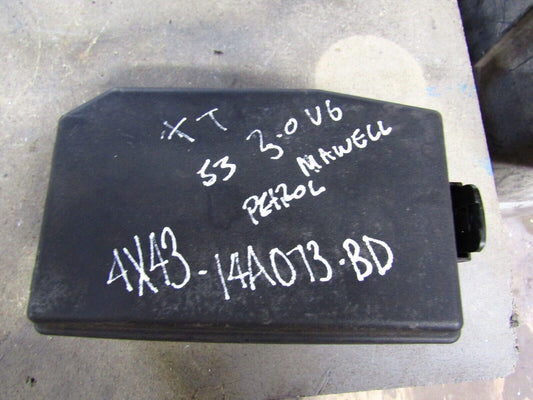 XT
53 3.0 V6
MAWELL
PETROL
4X43-14A073-BD